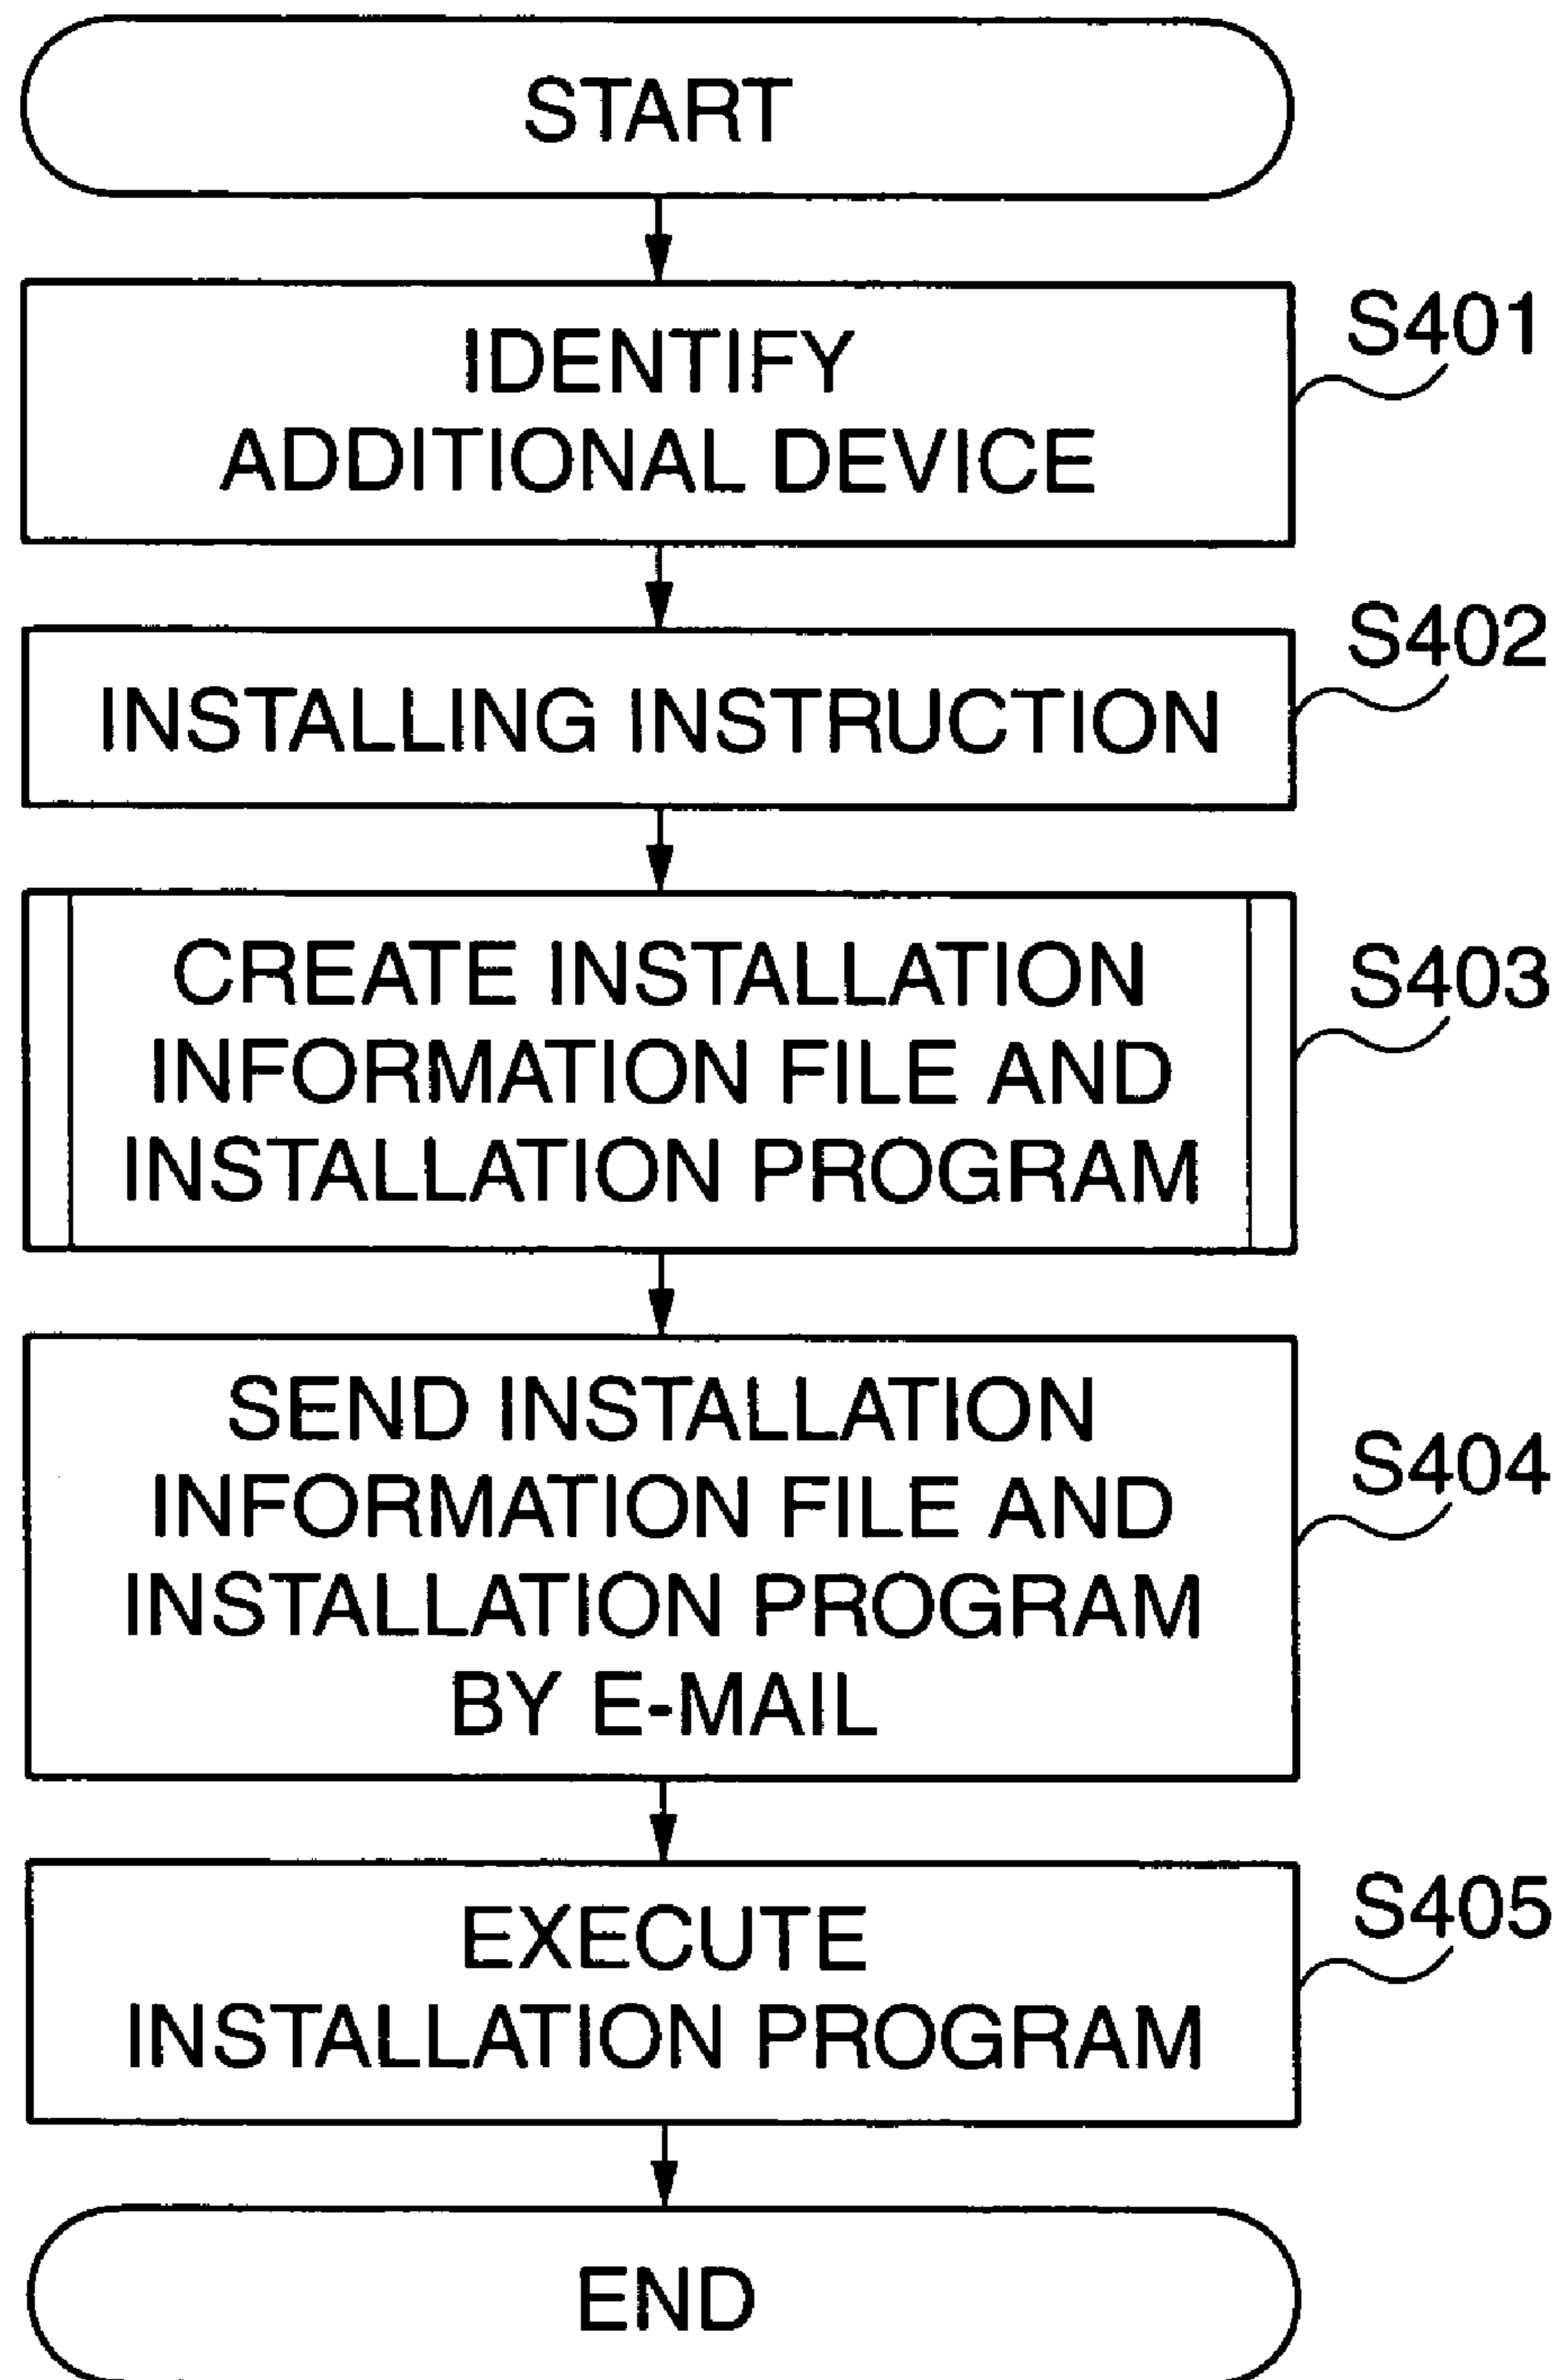 START
IDENTIFY
ADDITIONAL DEVICE
S401
INSTALLING INSTRUCTION
S402
CREATE INSTALLATION
INFORMATION FILE AND
INSTALLATION PROGRAM
S403
SEND INSTALLATION
INFORMATION FILE AND
INSTALLATION PROGRAM
BY E-MAIL
S404
EXECUTE
INSTALLATION PROGRAM
S405
END